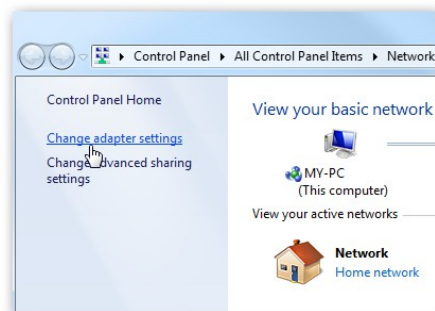 Control Panel ▸ All Control Panel Items ▸ Network
Control Panel Home
Change adapter settings
Change advanced sharing
settings
View your basic network
MY-PC
(This computer)
View your active networks
Network
Home network